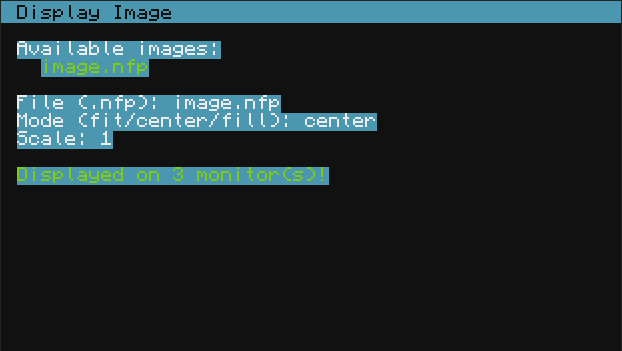 Display Image
Available images:
image.nfp
File (.nfp): image.nfp
Mode (fit/center/fill): center
Scale: 1
Displayed on 3 monitor(s)!